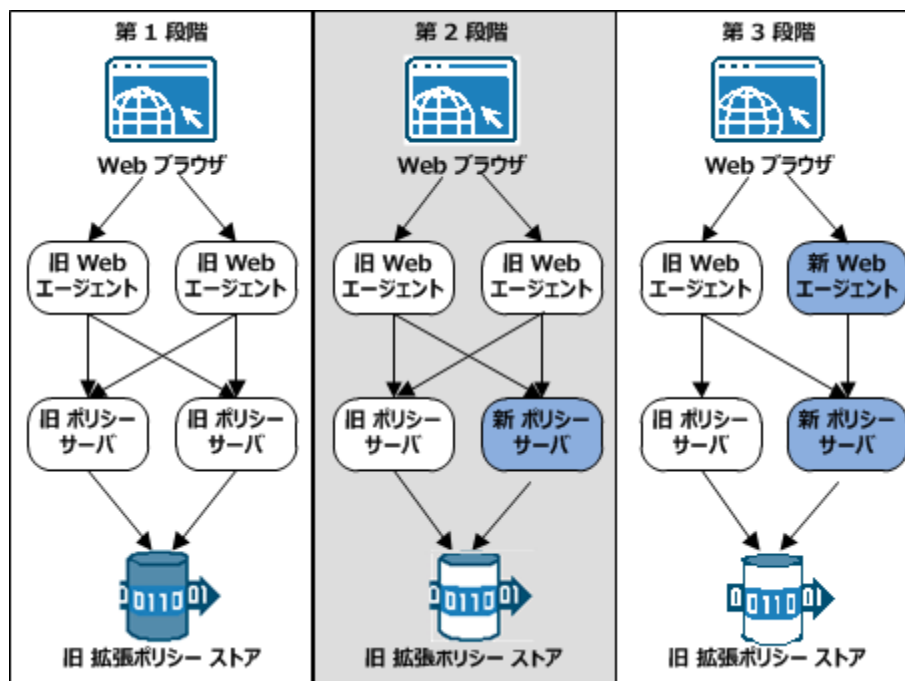 第 1 段階
Web ブラウザ
旧 Web
エージェント
旧 Web
エージェント
旧 ポリシー
サーバ
旧 ポリシー
サーバ
0 0110 01
旧 拡張ポリシー ストア
第 2 段階
Web ブラウザ
旧 Web
エージェント
旧 Web
エージェント
旧 ポリシー
サーバ
新 ポリシー
サーバ
0 0110 01
旧 拡張ポリシー ストア
第 3 段階
Web ブラウザ
旧 Web
エージェント
新 Web
エージェント
旧 ポリシー
サーバ
新 ポリシー
サーバ
0 0110 01
旧 拡張ポリシー ストア